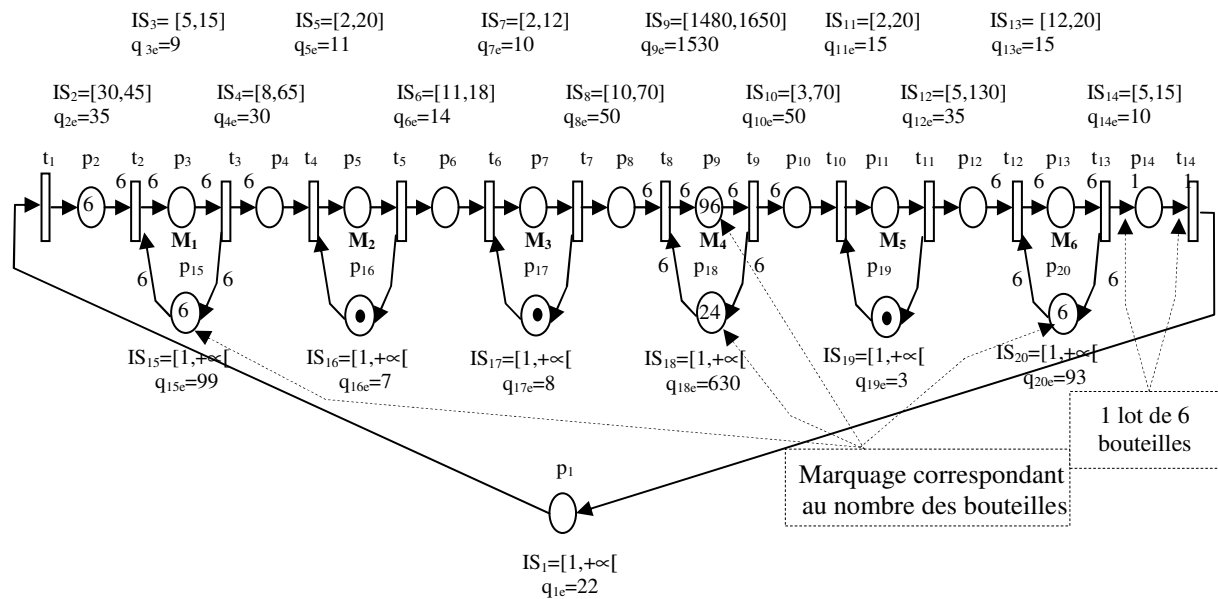 IS3= [5,15] IS5= [2,20] IS7= [2,12] IS9= [1480,1650] IS11= [2,20] IS13= [12,20]
q 3e=9 q5e=11 q7e=10 q9e=1530 q11e=15 q13e=15
IS2=[30,45] IS4=[8,65] IS6=[11,18] IS8=[10,70] IS10=[3,70] IS12=[5,130] IS14=[5,15]
q2e=35 q4e=30 q6e=14 q8e=50 q10e=50 q12e=35 q14e=10
t1 p2 t2 p3 t3 p4 t4 p5 t5 p6 t6 p7 t7 p8 t8 p9 t9 p10 t10 p11 t11 p12 t12 p13 t13 p14 t14
6 6 6 6 6 6 6 6 6 6 6 6 1 1
6 96
M1 M2 M3 M4 M5 M6
p15 p16 p17 p18 p19 p20
6 6 6 6 6 6
6 24 6
IS15=[1,+∝[ IS16=[1,+∝[ IS17=[1,+∝[ IS18=[1,+∝[ IS19=[1,+∝[ IS20=[1,+∝[
q15e=99 q16e=7 q17e=8 q18e=630 q19e=3 q20e=93
1 lot de 6
bouteilles
Marquage correspondant
au nombre des bouteilles
p1
IS1=[1,+∝[
q1e=22